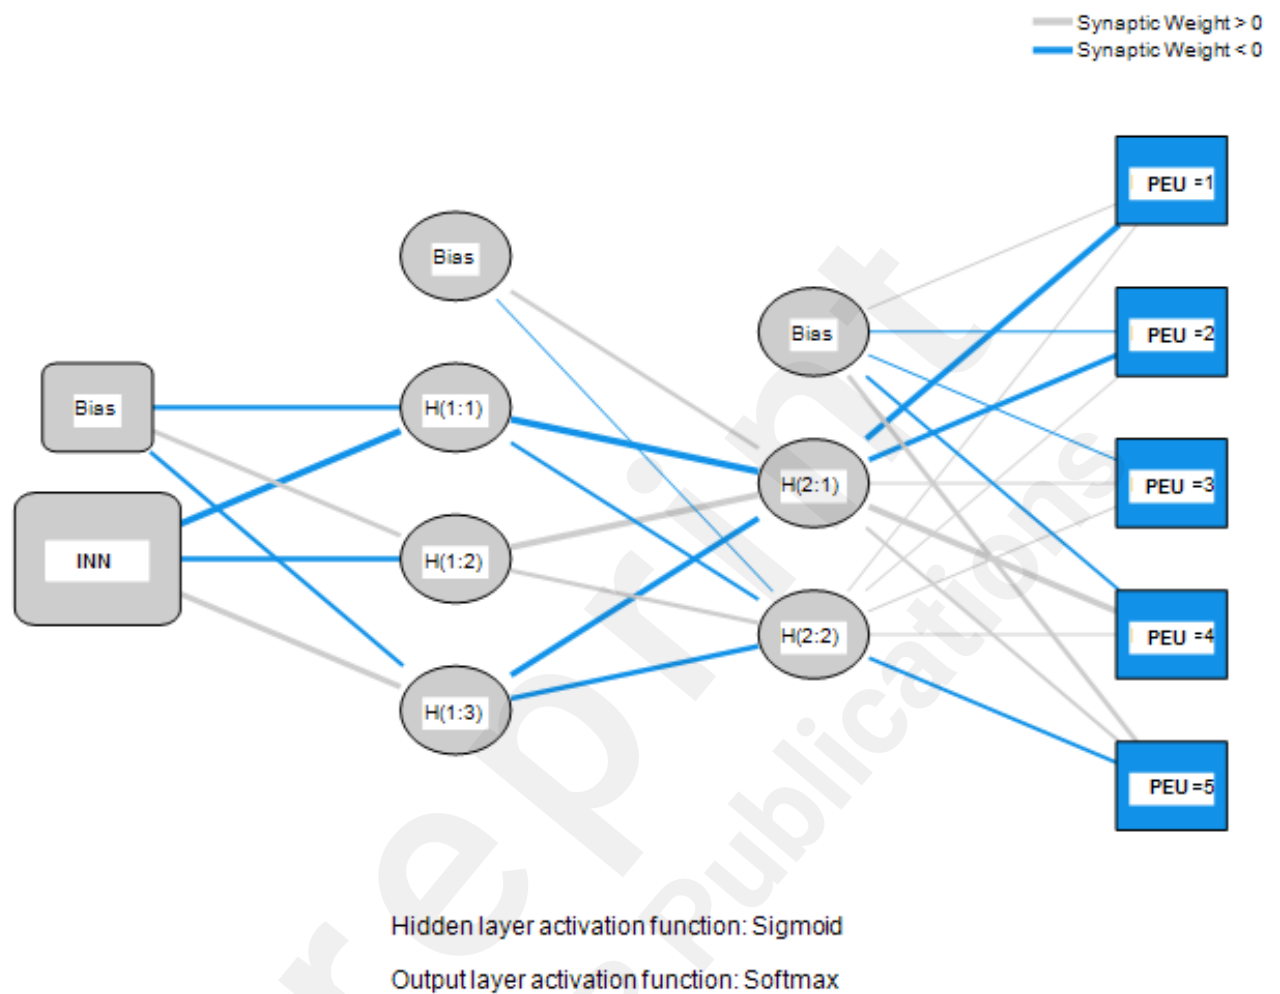 Synaptic Weight > 0
Synaptic Weight < 0
PEU =1
Bias
PEU =2
Bias
Bias
H(1:1)
H(2:1)
PEU =3
INN
H(1:2)
H(2:2)
PEU =4
H(1:3)
PEU =5
Hidden layer activation function: Sigmoid
Output layer activation function: Softmax
reprint
Publications